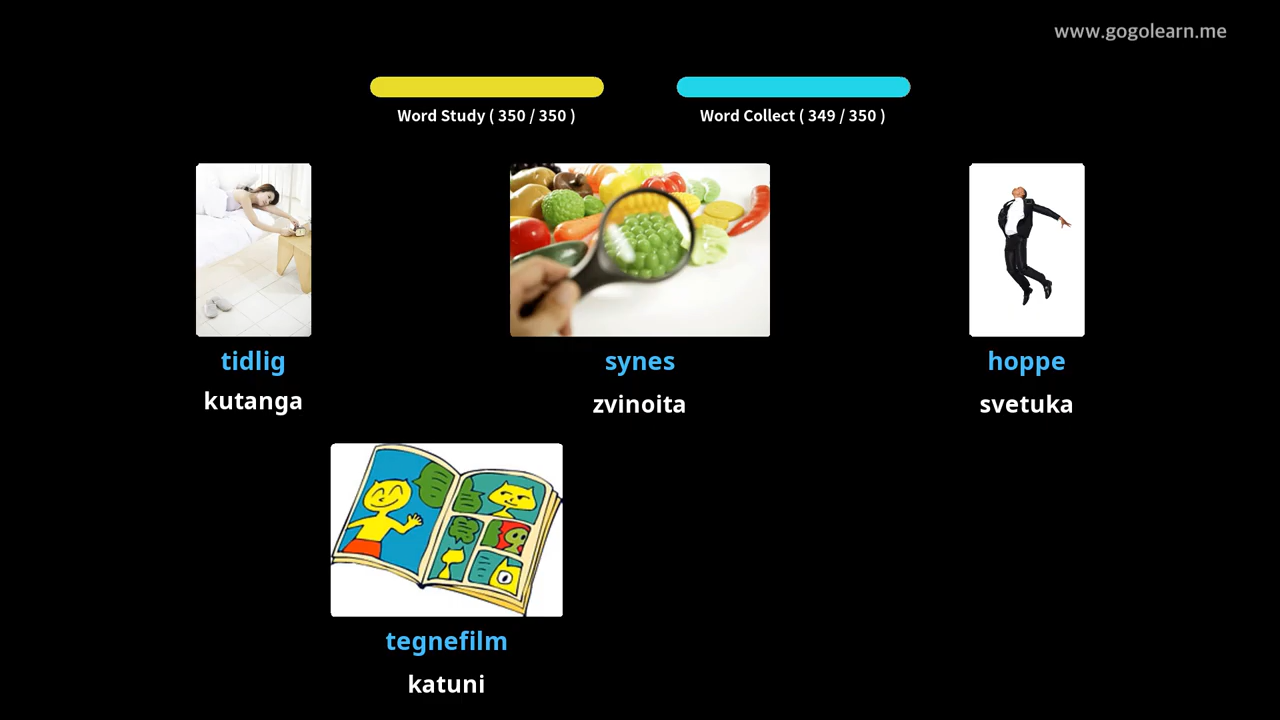 www.gogolearn.me
Word Study ( 350 / 350 )
Word Collect ( 349 / 350 )
tidlig
kutanga
synes
zvinoita
hoppe
svetuka
tegnefilm
katuni